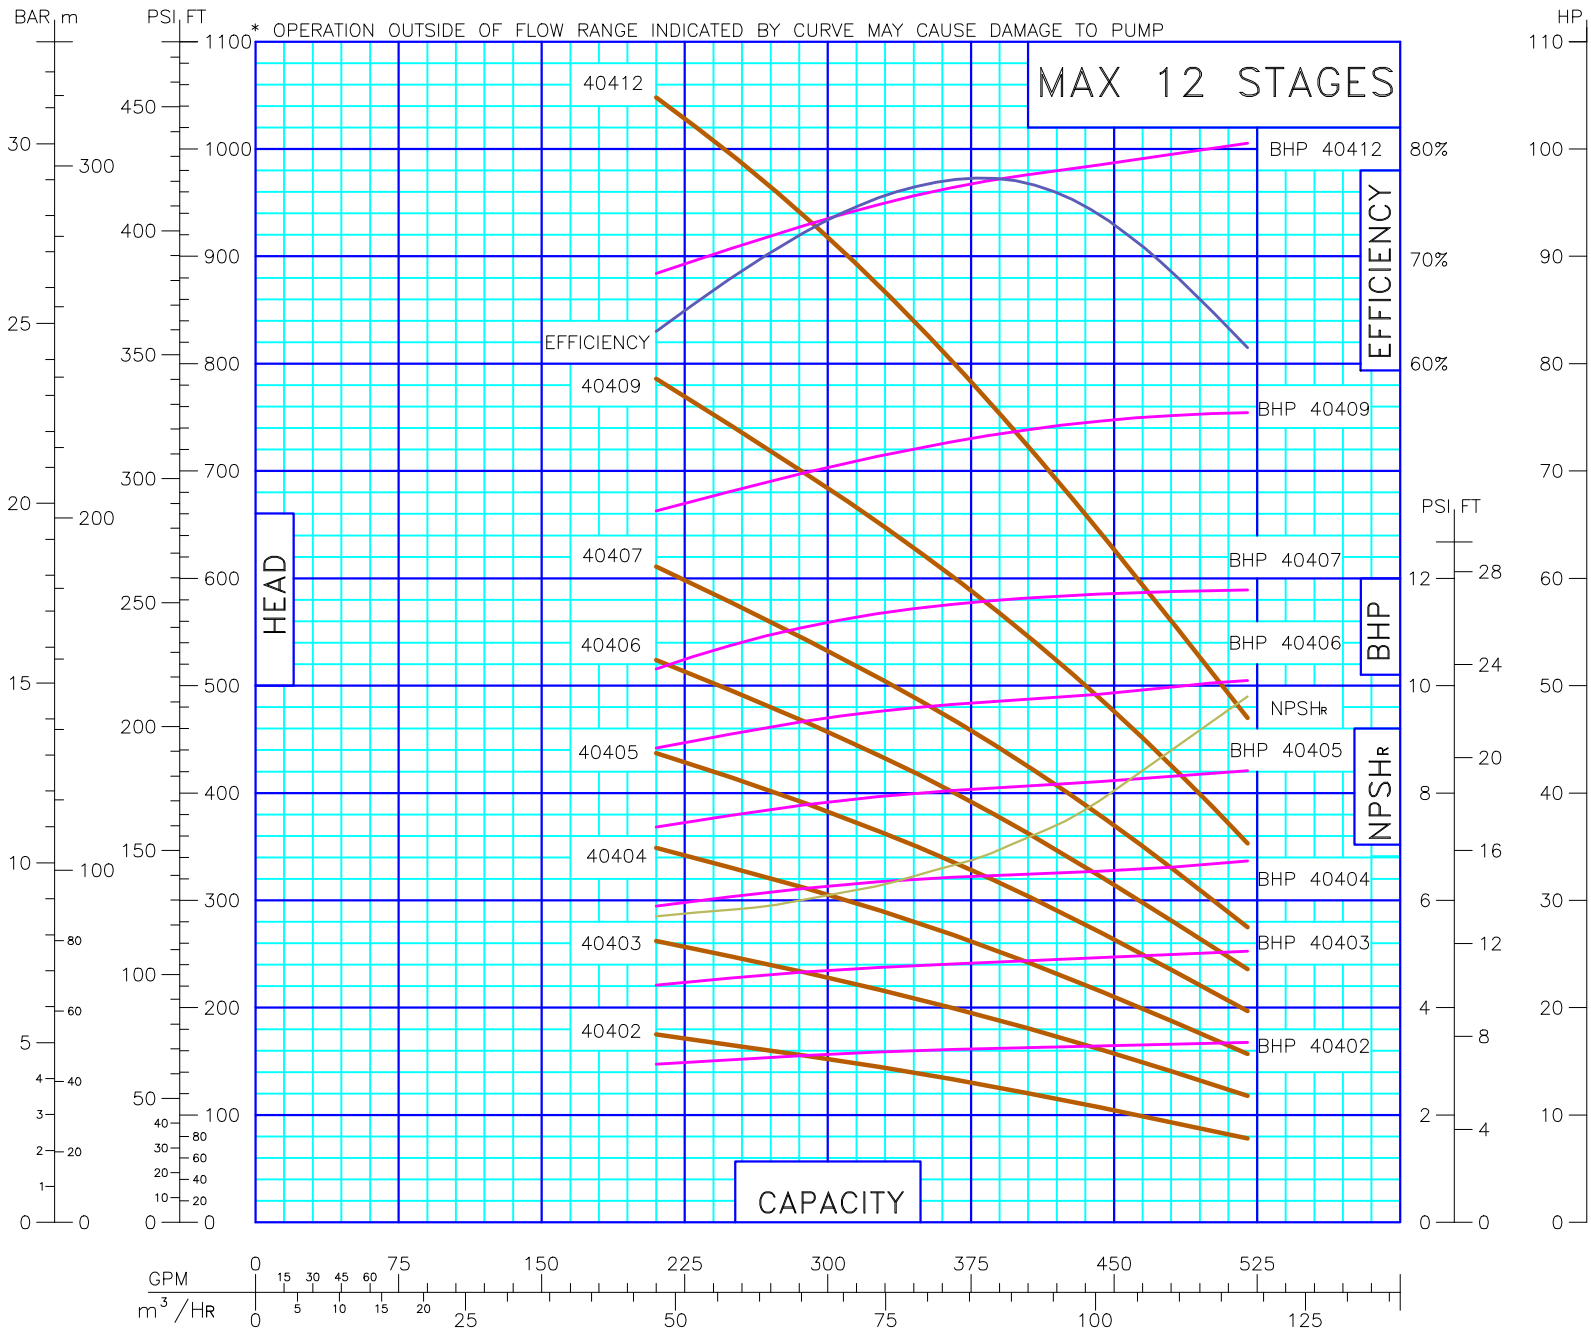 BAR m PSI FT HP
* OPERATION OUTSIDE OF FLOW RANGE INDICATED BY CURVE MAY CAUSE DAMAGE TO PUMP
1100 110
MAX 12 STAGES
40412
450
30 1000 BHP 40412 80% 100
300
EFFICIENCY
400
900 70% 90
25
EFFICIENCY
350
800 60% 80
40409
BHP 40409
300 700 70
20 200
PSI FT
HEAD
40407
BHP 40407
600 12 28 60
250
BHP
40406
BHP 40406
24
15 500 10 50
NPSHR
200
40405
BHP 40405
20
NPSHR
400 8 40
150 16
40404
10 100
BHP 40404
300 6 30
80
40403
BHP 40403
12
100
200 4 20
60
40402
BHP 40402
5 8
4 40
50
3 40 100 2 10
80 4
2 20 30 60
20 40
1 10 20
CAPACITY
0 0 0 0 0 0 0
0 75 150 225 300 375 450 525
GPM 15 30 45 60
m3/HR 5 10 15 20
0 25 50 75 100 125